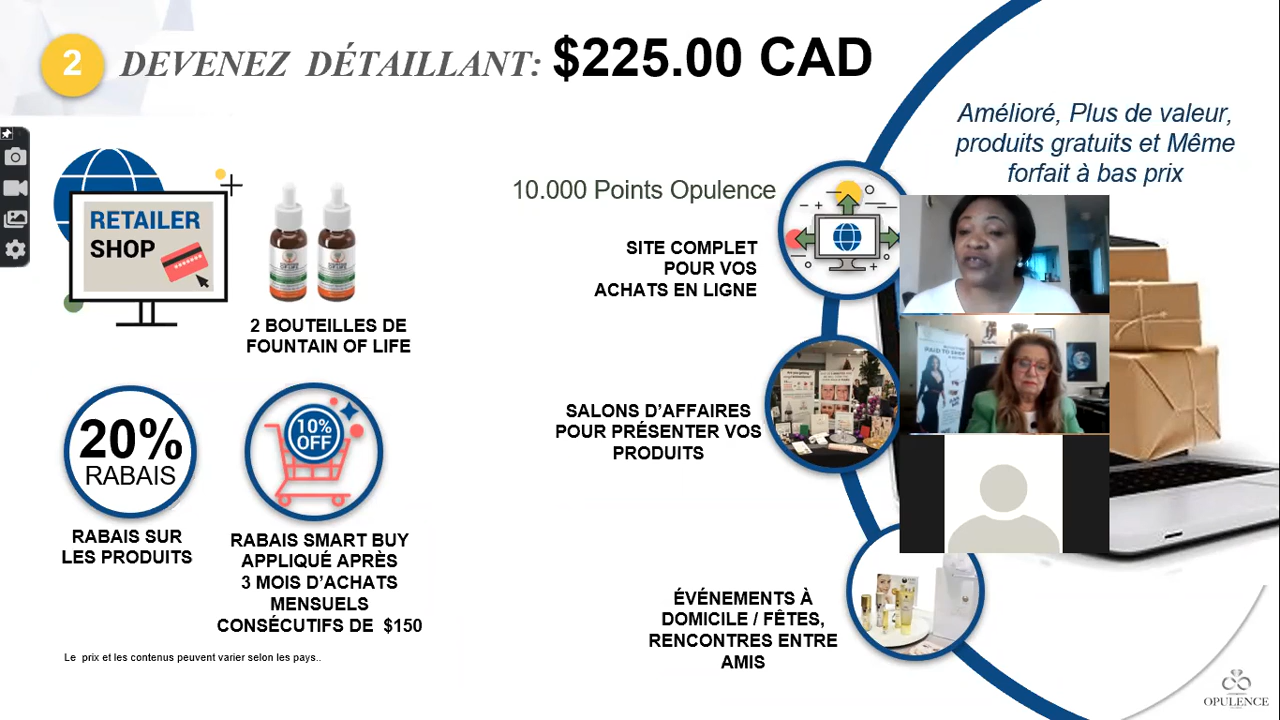 2
DEVENEZ DÉTAILLANT: $225.00 CAD
Amélioré, Plus de valeur,
produits gratuits et Même
forfait à bas prix
RETAILER
SHOP
2 BOUTEILLES DE
FOUNTAIN OF LIFE
10.000 Points Opulence
SITE COMPLET
POUR VOS
ACHATS EN LIGNE
PAID TO SHOP
20%
RABAIS
RABAIS SUR
LES PRODUITS
10%
OFF
RABAIS SMART BUY
APPLIQUÉ APRÈS
3 MOIS D’ACHATS
MENSUELS
CONSÉCUTIFS DE $150
SALONS D’AFFAIRES
POUR PRÉSENTER VOS
PRODUITS
ÉVÉNEMENTS À
DOMICILE / FÊTES,
RENCONTRES ENTRE
AMIS
Le prix et les contenus peuvent varier selon les pays..
OPULENCE